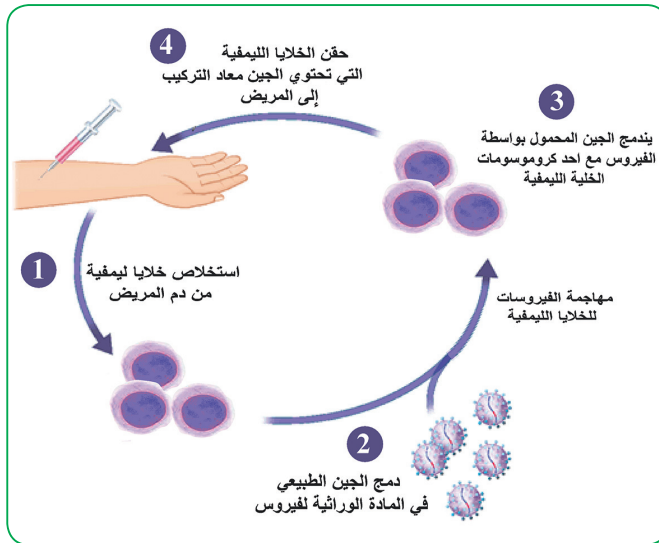 1
استخلاص خلايا ليمفية
من دم المريض
2
دمج الجين الطبيعي
في المادة الوراثية لفيروس
مهاجمة الفيروسات
للخلايا الليمفية
3
يندمج الجين المحمول بواسطة
الفيروس مع احد كروموسومات
الخلية الليمفية
4
حقن الخلايا الليمفية
التي تحتوي الجين معاد التركيب
إلى المريض